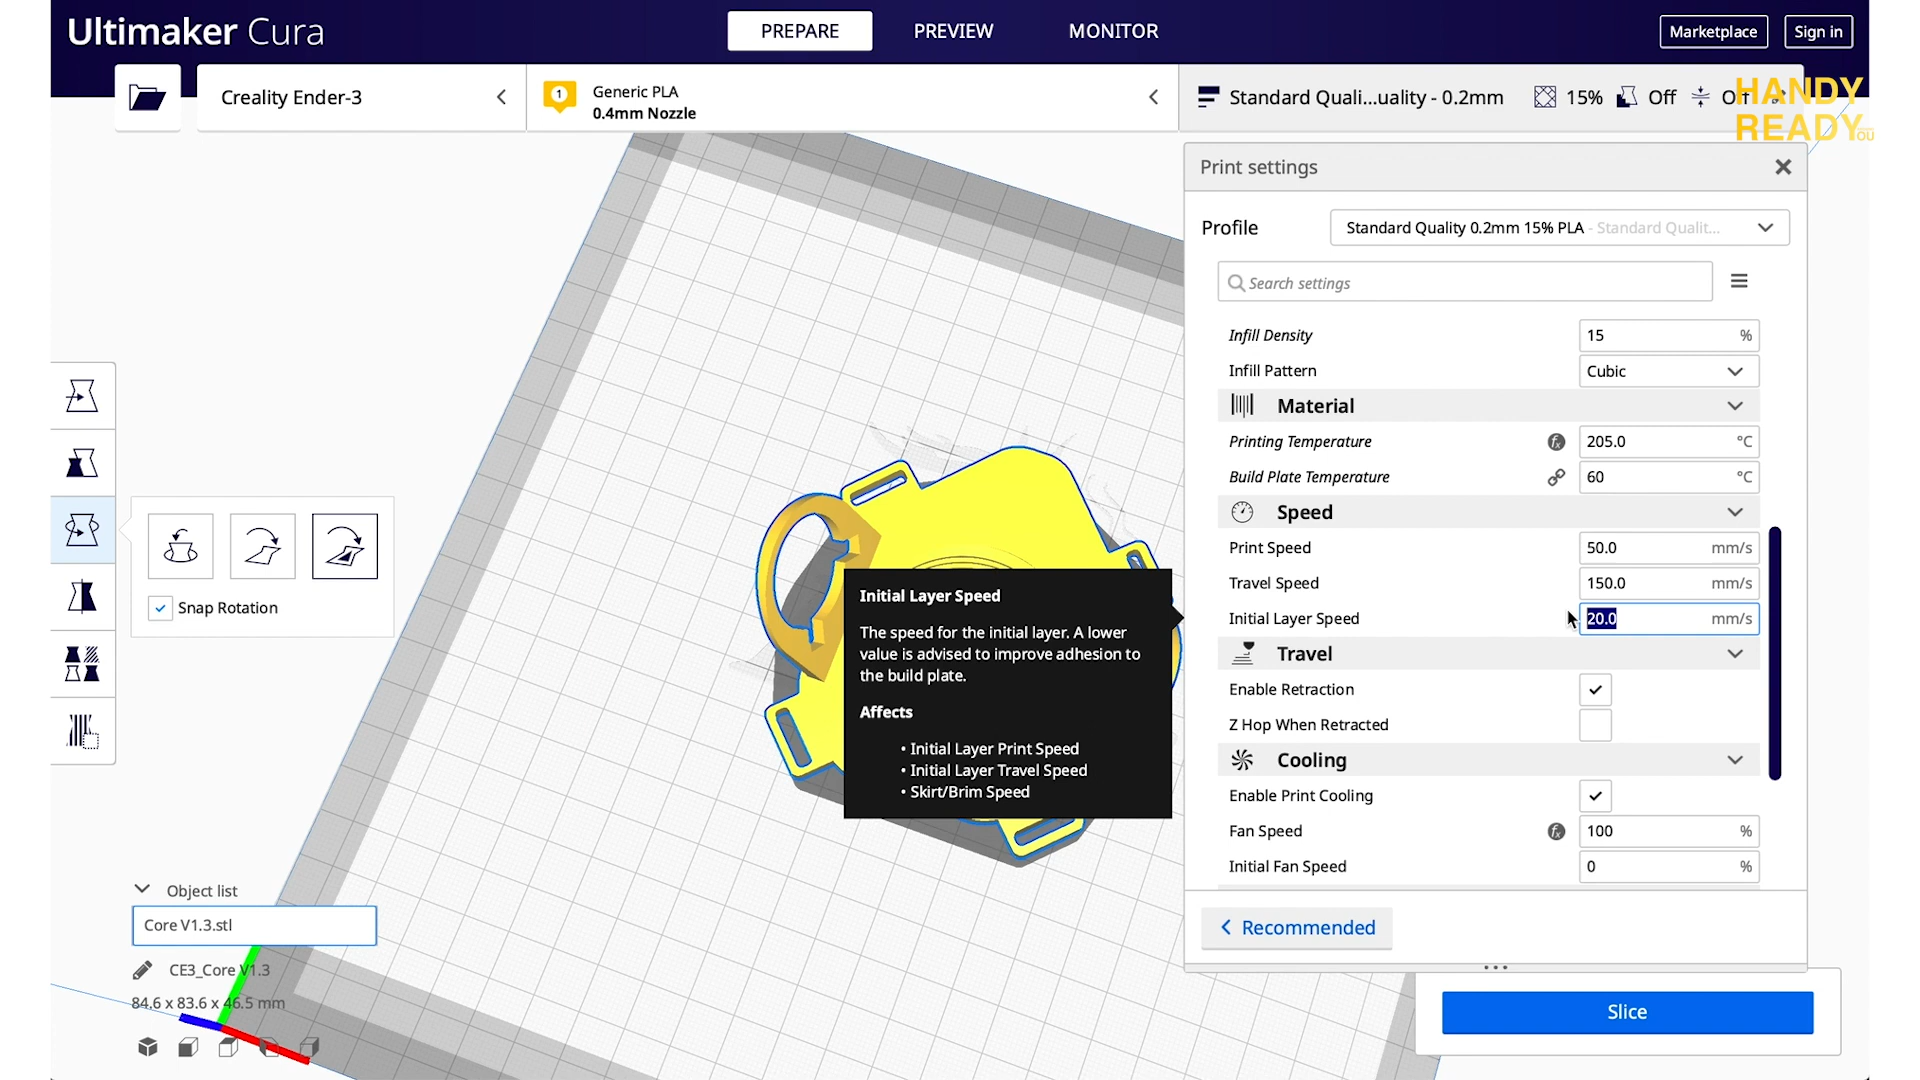 Ultimaker Cura
PREPARE
PREVIEW
MONITOR
Marketplace
Sign in
Creality Ender-3
1
Generic PLA
0.4mm Nozzle
Standard Quali...uality - 0.2mm
15%
Off
HANDY
READY
Print settings
Profile
Standard Quality 0.2mm 15% PLA - Standard Qualit...
Search settings
Infill Density
15 %
Infill Pattern
Cubic
Material
Printing Temperature
205.0 °C
Build Plate Temperature
60 °C
Speed
Print Speed
50.0 mm/s
Travel Speed
150.0 mm/s
Initial Layer Speed
20.0 mm/s
Travel
Enable Retraction
Z Hop When Retracted
Cooling
Enable Print Cooling
Fan Speed
100 %
Initial Fan Speed
0 %
Recommended
Slice
Snap Rotation
Initial Layer Speed
The speed for the initial layer. A lower
value is advised to improve adhesion to
the build plate.
Affects
• Initial Layer Print Speed
• Initial Layer Travel Speed
• Skirt/Brim Speed
Object list
Core V1.3.stl
CE3_Core V1.3
84.6 x 83.6 x 46.5 mm